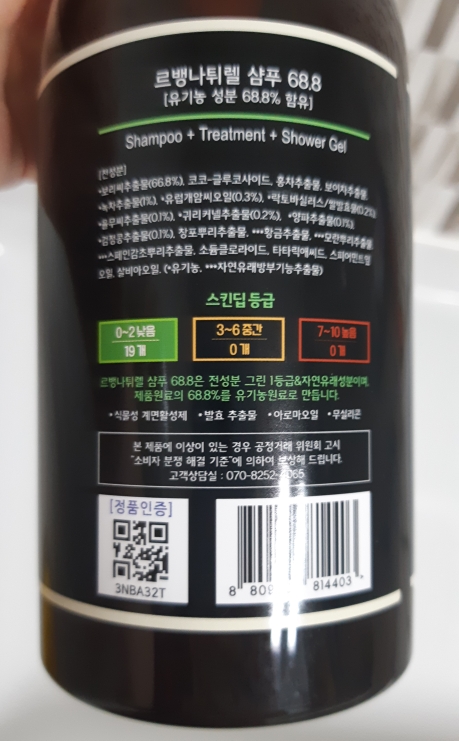 르뱅나튀렐 샴푸 68.8
[유기농 성분 68.8% 함유]
Shampoo + Treatment + Shower Gel
[전성분]
*보리싹추출물(66.8%), 코코-글루코사이드, 홍차추출물, 보이차추출물,
*녹차추출물(1%), *유럽개암씨오일(0.3%), *락토바실러스/쌀발효물(0.2%)
*율무씨추출물(0.1%), *귀리커넬추출물(0.2%), *양파추출물(0.1%)
*검정콩추출물(0.1%), 창포뿌리추출물, ***황금추출물, ***모란뿌리추출물
***스페인감초뿌리추출물, 소듐클로라이드, 타타릭애씨드, 스피어민트잎
오일, 살비아오일. (*유기농, ***자연유래방부기능추출물)
스킨딥 등급
0~2 낮음 3~6 중간 7~10 높음
19 개 0 개 0 개
르뱅나튀렐 샴푸 68.8은 전성분 그린 1등급&자연유래성분이며,
제품원료의 68.8%를 유기농원료로 만듭니다.
•식물성 계면활성제 •발효 추출물 •아로마오일 •무실리콘
본 제품에 이상이 있는 경우 공정거래 위원회 고시
"소비자 분쟁 해결 기준"에 의하여 보상해 드립니다.
고객상담실 : 070-8252-4065
[정품인증]
3NBA32T
8 809 814403 >